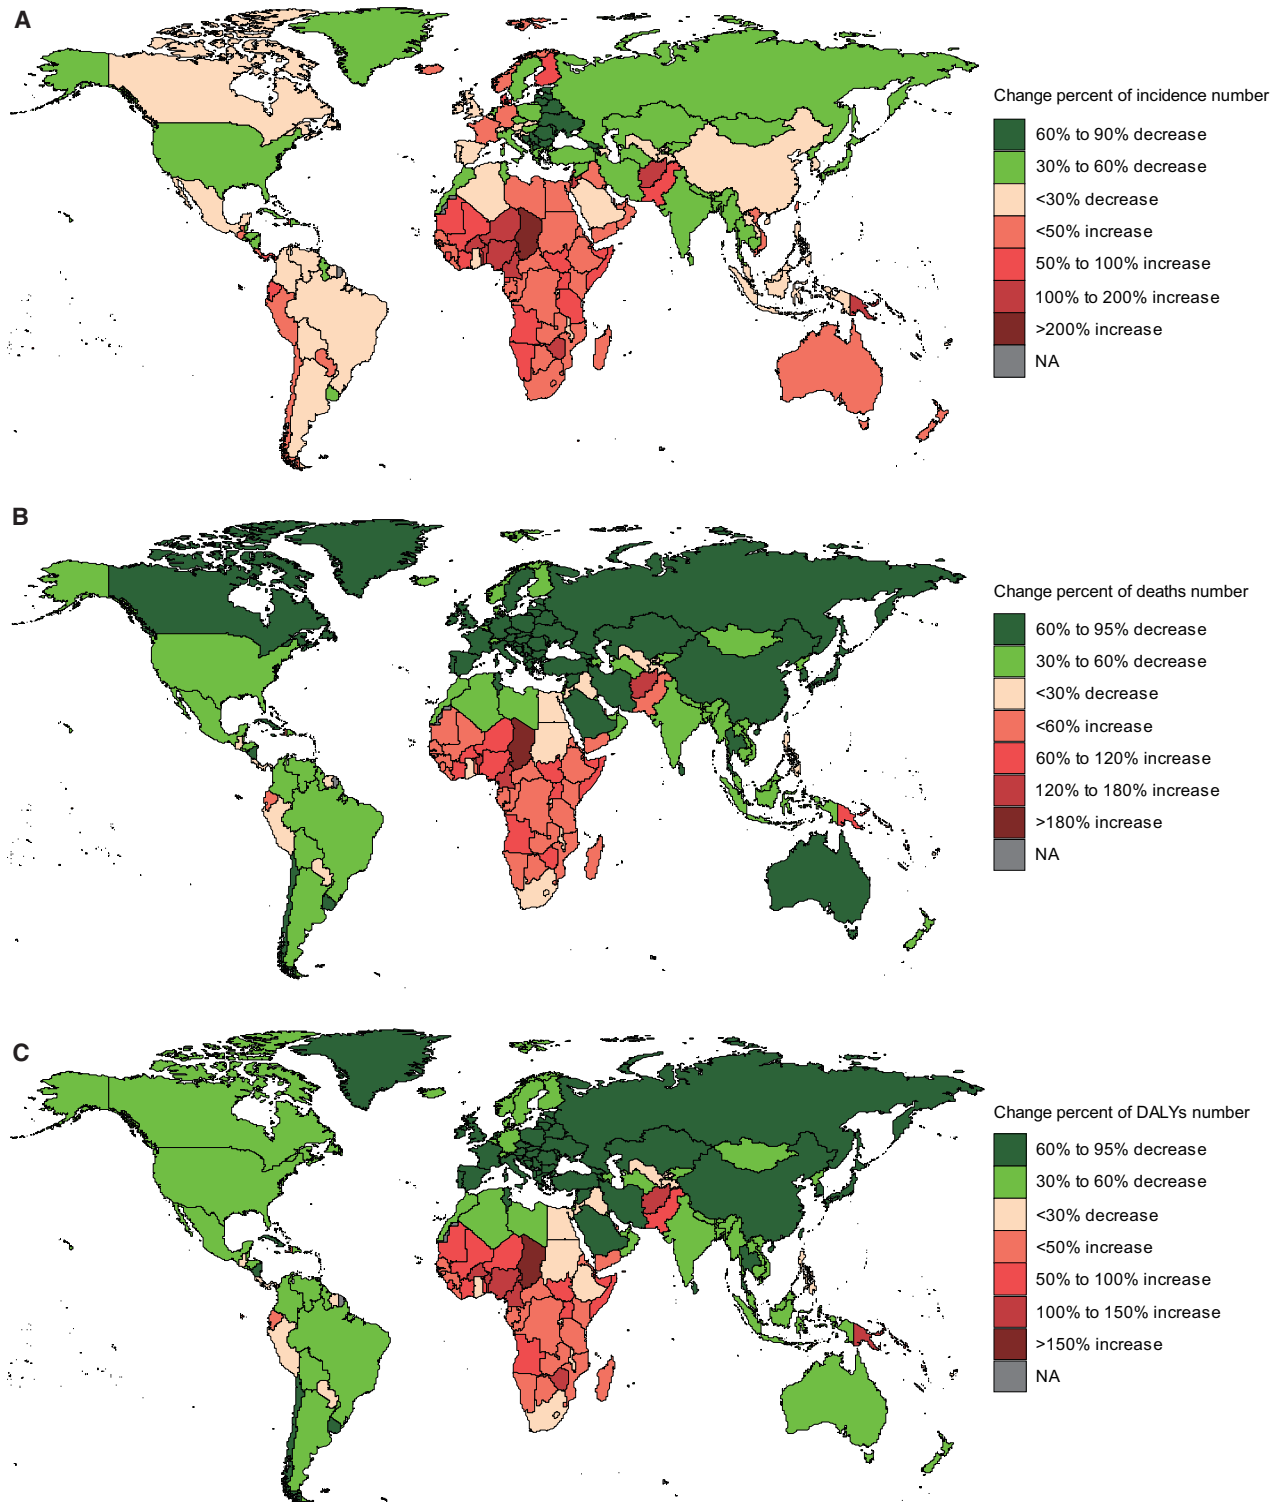 A
Change percent of incidence number
60% to 90% decrease
30% to 60% decrease
<30% decrease
<50% increase
50% to 100% increase
100% to 200% increase
>200% increase
NA
B
Change percent of deaths number
60% to 95% decrease
30% to 60% decrease
<30% decrease
<60% increase
60% to 120% increase
120% to 180% increase
>180% increase
NA
C
Change percent of DALYs number
60% to 95% decrease
30% to 60% decrease
<30% decrease
<50% increase
50% to 100% increase
100% to 150% increase
>150% increase
NA